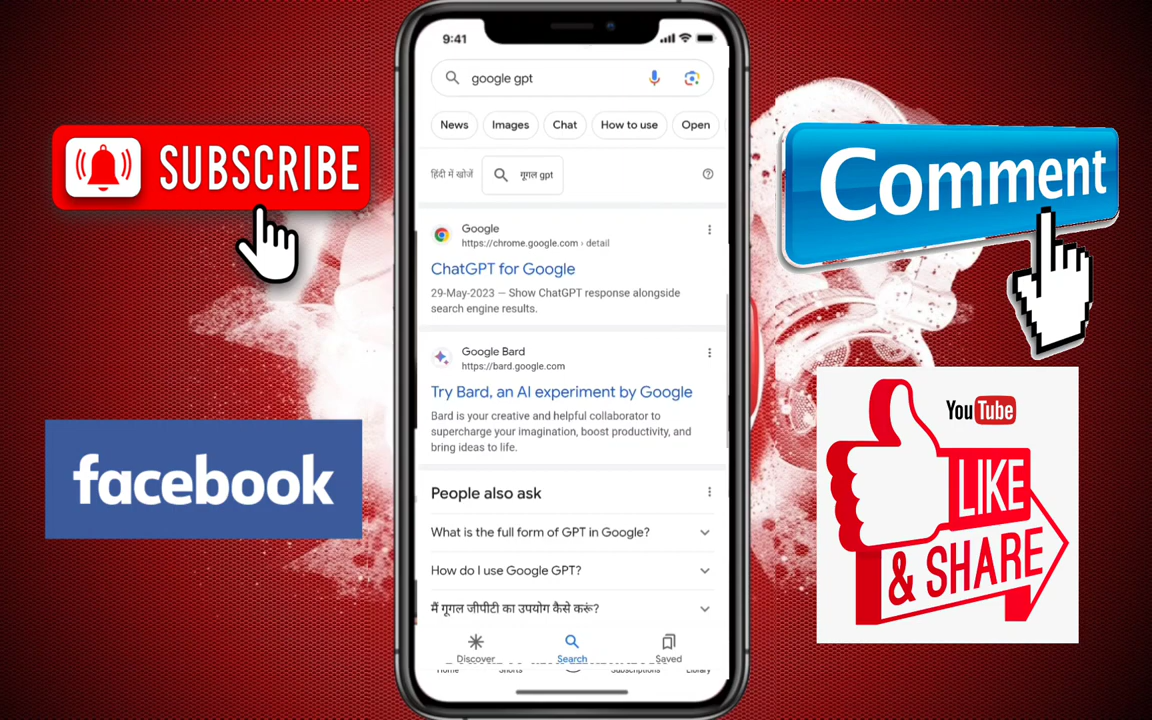 9:41
google gpt
News Images Chat How to use Open
हिंदी में खोजें गूगल gpt
Google
https://chrome.google.com › detail
ChatGPT for Google
29-May-2023 — Show ChatGPT response alongside
search engine results.
Google Bard
https://bard.google.com
Try Bard, an AI experiment by Google
Bard is your creative and helpful collaborator to
supercharge your imagination, boost productivity, and
bring ideas to life.
People also ask
What is the full form of GPT in Google?
How do I use Google GPT?
मैं गूगल जीपीटी का उपयोग कैसे करूं?
Discover Search Saved
Home Shorts Subscriptions Library
SUBSCRIBE
facebook
Comment
YouTube
LIKE
& SHARE